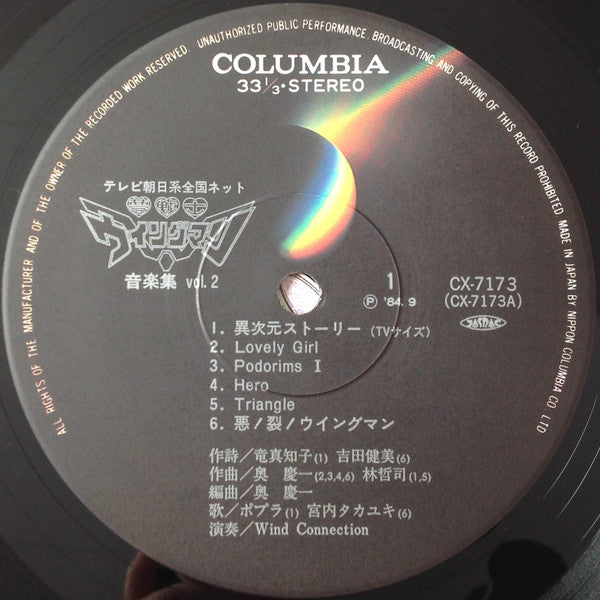 ALL RIGHTS OF THE MANUFACTURER AND OF THE OWNER OF THE RECORDED WORK RESERVED. UNAUTHORIZED PUBLIC PERFORMANCE, BROADCASTING AND COPYING OF THIS RECORD PROHIBITED MADE IN JAPAN BY NIPPON COLUMBIA CO. LTD
COLUMBIA
33 1/3・STEREO
テレビ朝日系全国ネット
夢戦士
ウイングマン
音楽集 vol.2
1
Ⓟ '84. 9
CX-7173
(CX-7173A)
JASRAC
1. 異次元ストーリー (TVサイズ)
2. Lovely Girl
3. Podorims I
4. Hero
5. Triangle
6. 悪!裂!ウイングマン
作詩/竜真知子(1) 吉田健美(6)
作曲/奥 慶一(2,3,4,6) 林哲司(1,5)
編曲/奥 慶一
歌/ポプラ(1) 宮内タカユキ(6)
演奏/Wind Connection